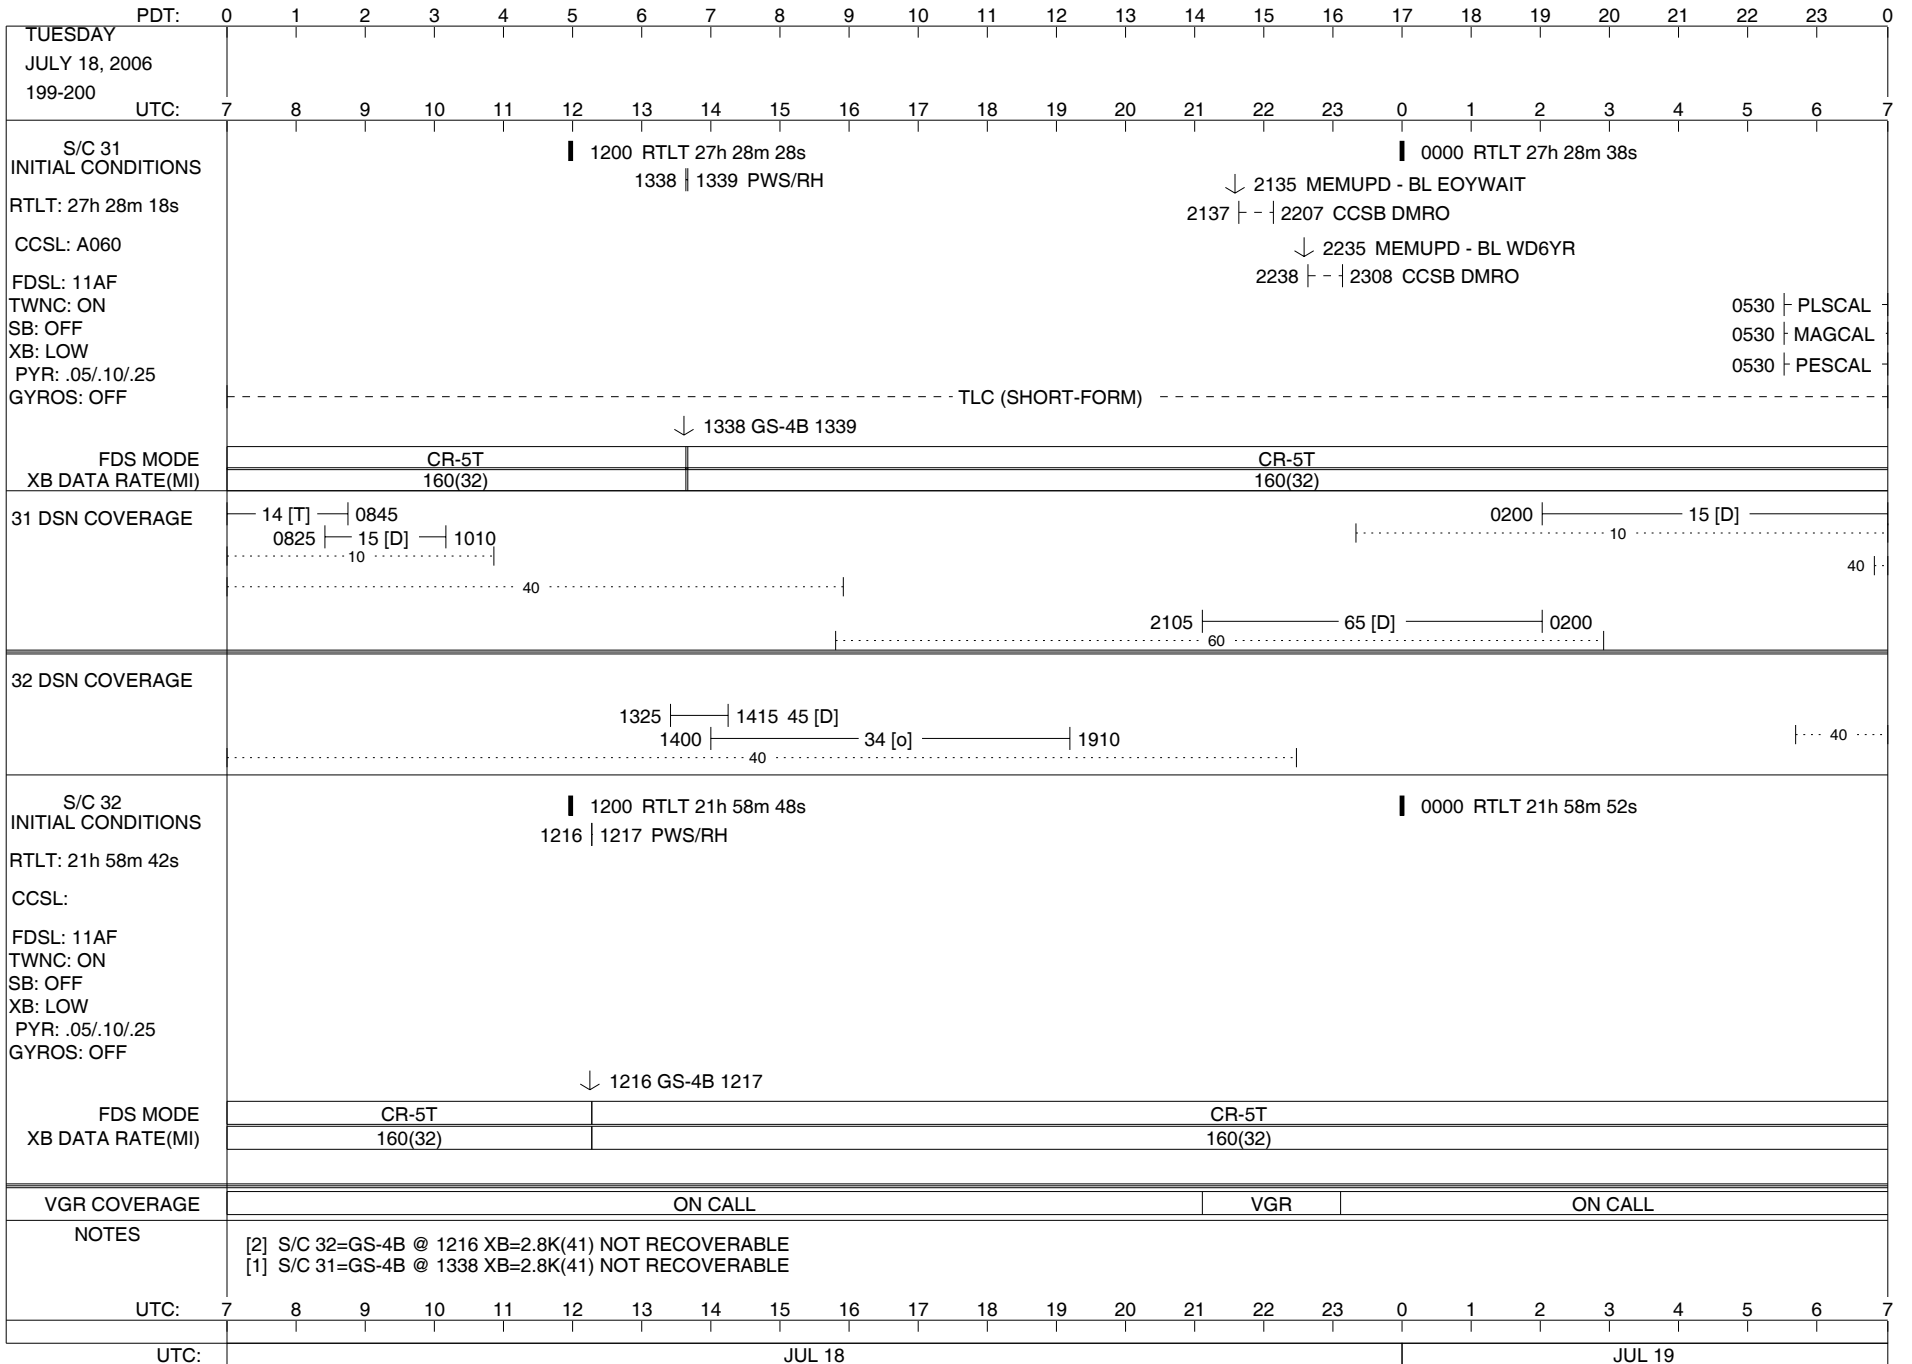 PDT: 0 1 2 3 4 5 6 7 8 9 10 11 12 13 14 15 16 17 18 19 20 21 22 23 0
TUESDAY
JULY 18, 2006
199-200
UTC: 7 8 9 10 11 12 13 14 15 16 17 18 19 20 21 22 23 0 1 2 3 4 5 6 7
S/C 31
INITIAL CONDITIONS
RTLT: 27h 28m 18s
CCSL: A060
FDSL: 11AF
TWNC: ON
SB: OFF
XB: LOW
PYR: .05/.10/.25
GYROS: OFF
1200 RTLT 27h 28m 28s
0000 RTLT 27h 28m 38s
1338 1339 PWS/RH
2135 MEMUPD - BL EOYWAIT
2137 2207 CCSB DMRO
2235 MEMUPD - BL WD6YR
2238 2308 CCSB DMRO
0530 PLSCAL
0530 MAGCAL
0530 PESCAL
TLC (SHORT-FORM)
1338 GS-4B 1339
FDS MODE CR-5T CR-5T
XB DATA RATE(MI) 160(32) 160(32)
31 DSN COVERAGE
14 [T] 0845
0200 15 [D]
0825 15 [D] 1010
10
10
40
40
2105 65 [D] 0200
60
32 DSN COVERAGE
1325 1415 45 [D]
1400 34 [o] 1910
40
40
S/C 32
INITIAL CONDITIONS
RTLT: 21h 58m 42s
CCSL:
FDSL: 11AF
TWNC: ON
SB: OFF
XB: LOW
PYR: .05/.10/.25
GYROS: OFF
1200 RTLT 21h 58m 48s
0000 RTLT 21h 58m 52s
1216 1217 PWS/RH
1216 GS-4B 1217
FDS MODE CR-5T CR-5T
XB DATA RATE(MI) 160(32) 160(32)
VGR COVERAGE ON CALL VGR ON CALL
NOTES
[2] S/C 32=GS-4B @ 1216 XB=2.8K(41) NOT RECOVERABLE
[1] S/C 31=GS-4B @ 1338 XB=2.8K(41) NOT RECOVERABLE
UTC: 7 8 9 10 11 12 13 14 15 16 17 18 19 20 21 22 23 0 1 2 3 4 5 6 7
UTC: JUL 18 JUL 19